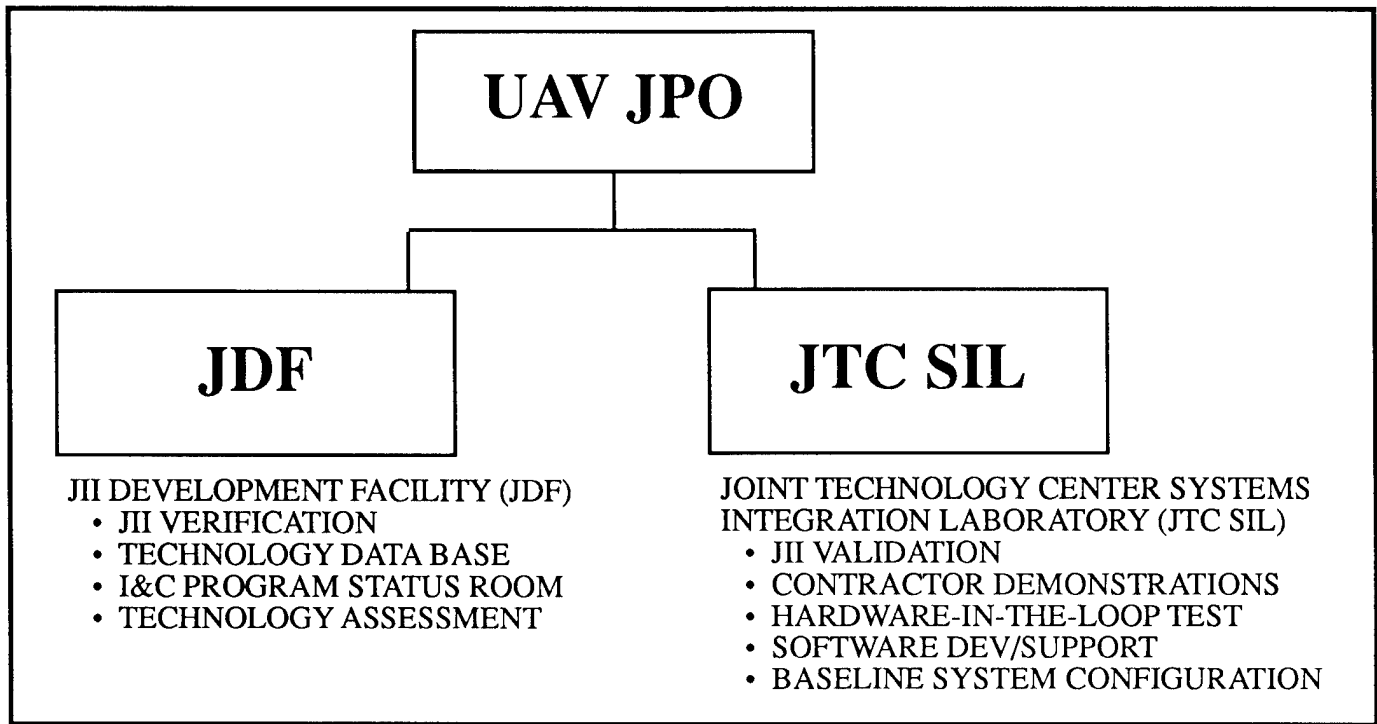 UAV JPO
JDF
JTC SIL
JII DEVELOPMENT FACILITY (JDF)
• JII VERIFICATION
• TECHNOLOGY DATA BASE
• I&C PROGRAM STATUS ROOM
• TECHNOLOGY ASSESSMENT
JOINT TECHNOLOGY CENTER SYSTEMS
INTEGRATION LABORATORY (JTC SIL)
• JII VALIDATION
• CONTRACTOR DEMONSTRATIONS
• HARDWARE-IN-THE-LOOP TEST
• SOFTWARE DEV/SUPPORT
• BASELINE SYSTEM CONFIGURATION